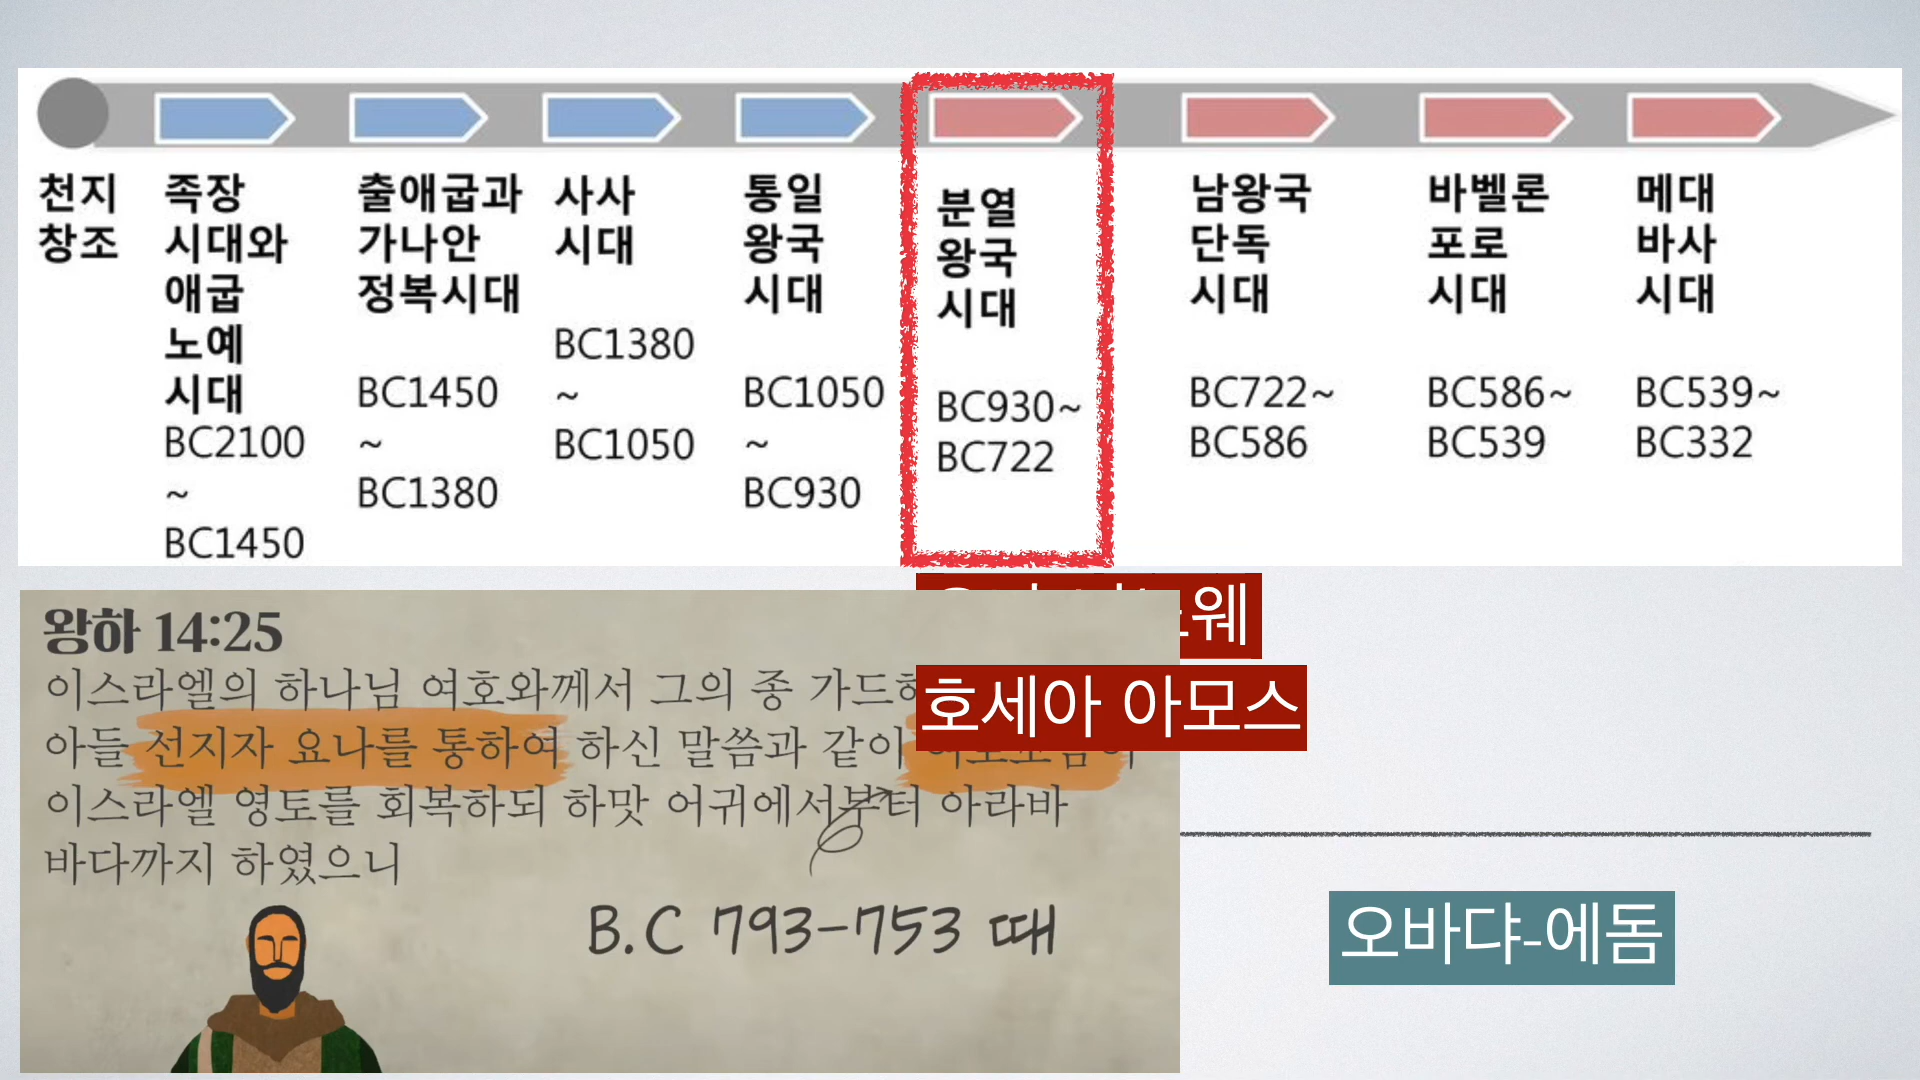 천지
창조
족장
시대와
애굽
노예
시대
BC2100
~
BC1450
출애굽과
가나안
정복시대
BC1450
~
BC1380
사사
시대
BC1380
~
BC1050
통일
왕국
시대
BC1050
~
BC930
분열
왕국
시대
BC930~
BC722
남왕국
단독
시대
BC722~
BC586
바벨론
포로
시대
BC586~
BC539
메대
바사
시대
BC539~
BC332
호세아 아모스
왕하 14:25
이스라엘의 하나님 여호와께서 그의 종
아들 선지자 요나를 통하여 하신 말씀과 같이
이스라엘 영토를 회복하되 하맛 어귀에서부터 아라바
바다까지 하였으니
B.C 793-753 때
오바댜-에돔